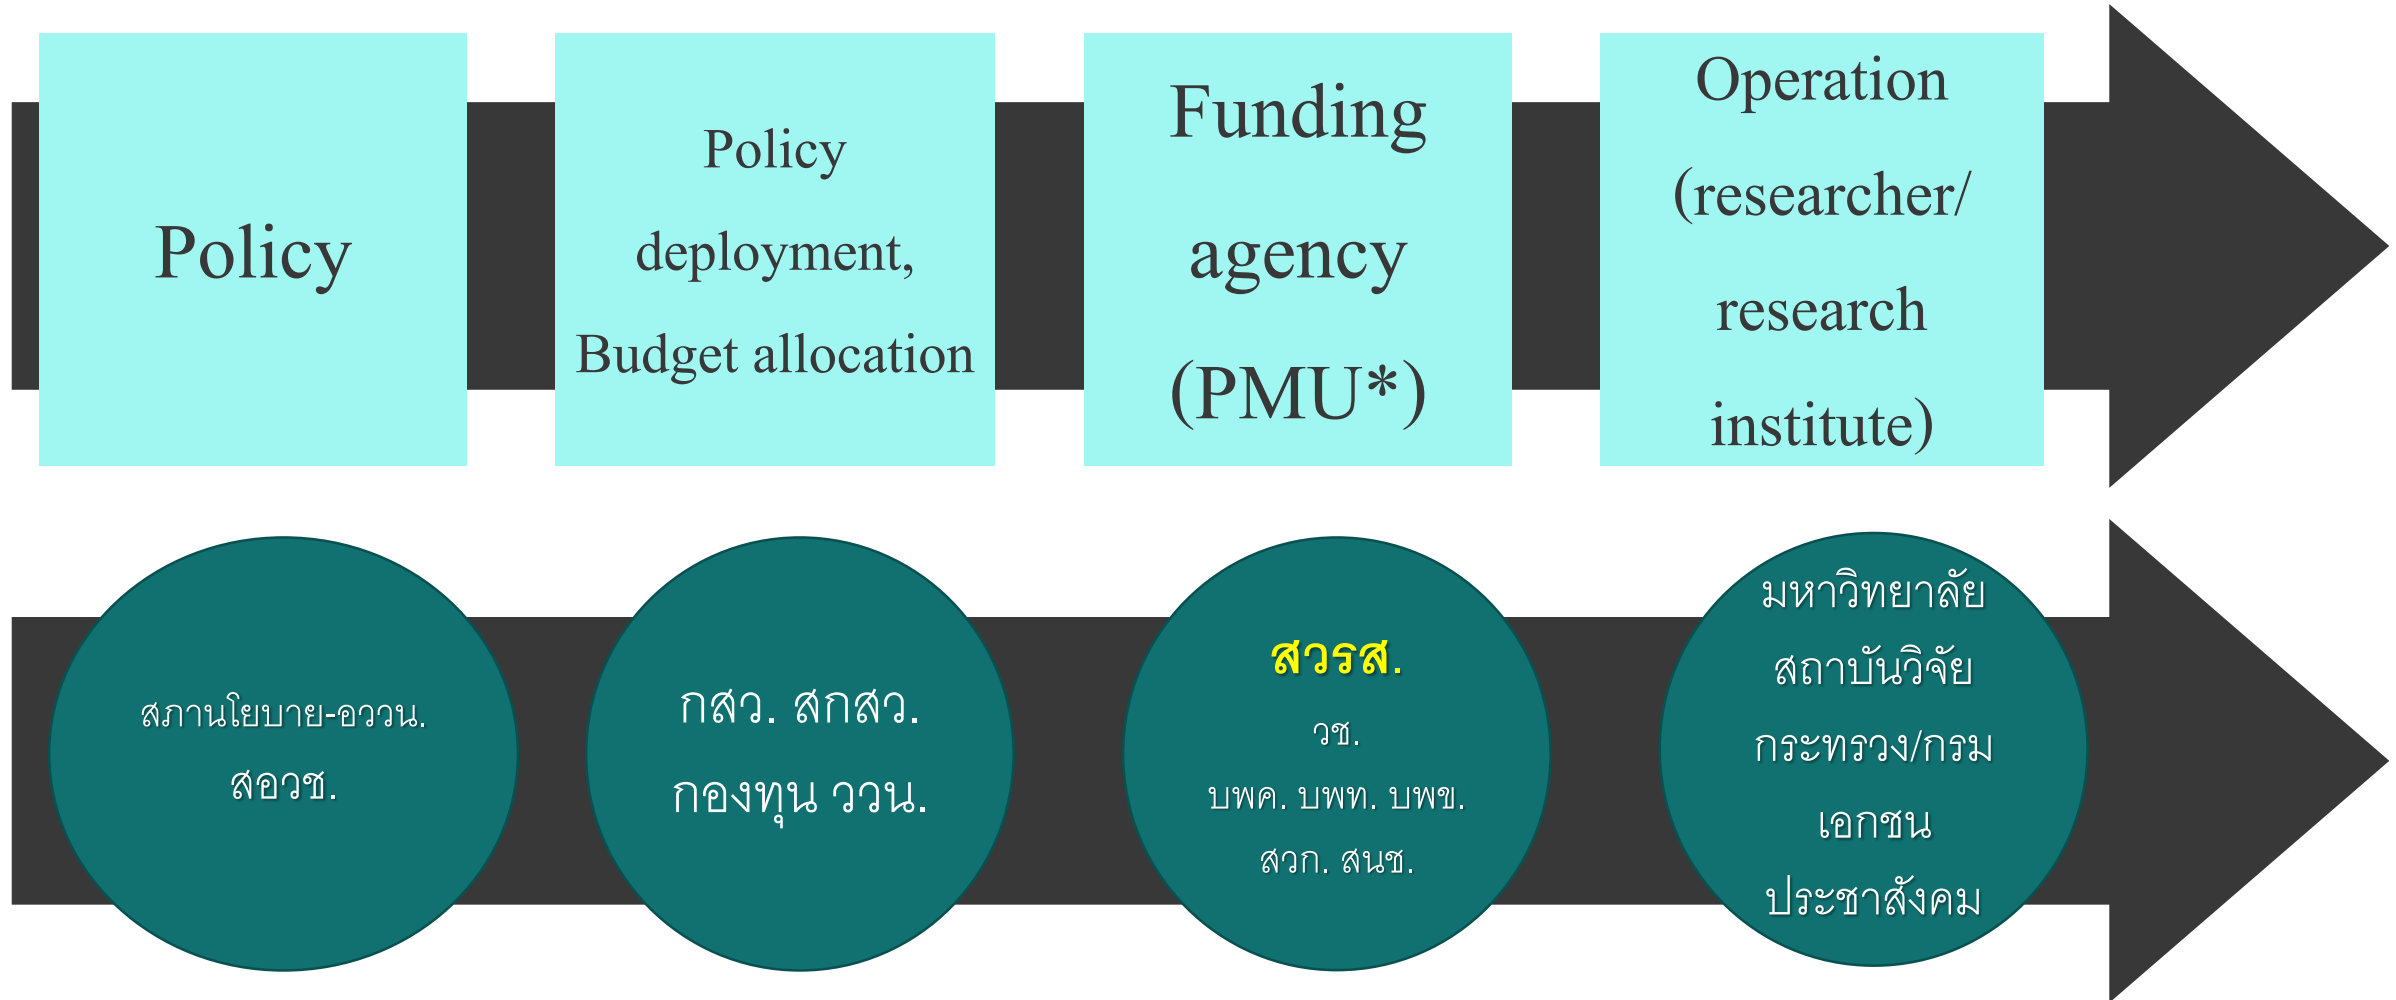 Policy
Policy
deployment,
Budget allocation
Funding
agency
(PMU*)
Operation
(researcher/
research
institute)
สภานโยบาย-อววน.
สอวช.
กสว. สกสว.
กองทุน ววน.
สวรส.
วช.
บพค. บพท. บพข.
สวก. สนช.
มหาวิทยาลัย
สถาบันวิจัย
กระทรวง/กรม
เอกชน
ประชาสังคม